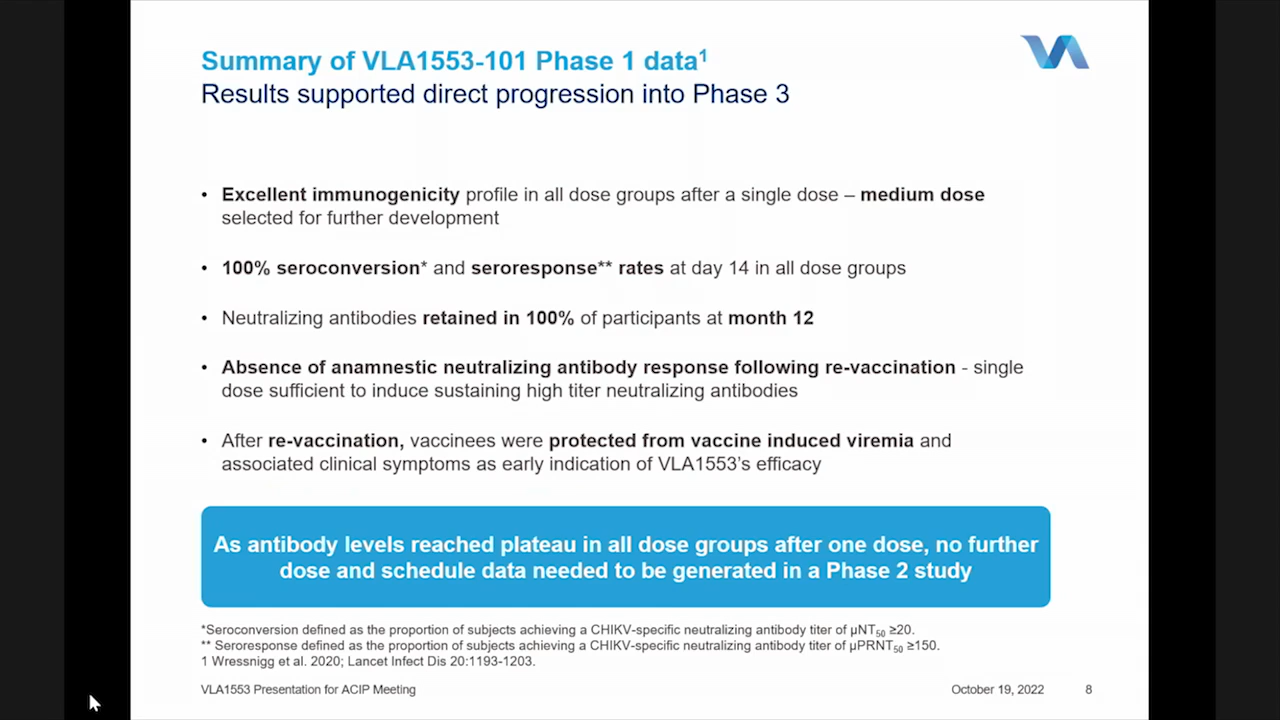 Summary of VLA1553-101 Phase 1 data¹
Results supported direct progression into Phase 3
• Excellent immunogenicity profile in all dose groups after a single dose – medium dose
selected for further development
• 100% seroconversion* and seroresponse** rates at day 14 in all dose groups
• Neutralizing antibodies retained in 100% of participants at month 12
• Absence of anamnestic neutralizing antibody response following re-vaccination - single
dose sufficient to induce sustaining high titer neutralizing antibodies
• After re-vaccination, vaccinees were protected from vaccine induced viremia and
associated clinical symptoms as early indication of VLA1553's efficacy
As antibody levels reached plateau in all dose groups after one dose, no further
dose and schedule data needed to be generated in a Phase 2 study
*Seroconversion defined as the proportion of subjects achieving a CHIKV-specific neutralizing antibody titer of µNT₅₀ ≥20.
** Seroresponse defined as the proportion of subjects achieving a CHIKV-specific neutralizing antibody titer of µPRNT₅₀ ≥150.
1 Wressnigg et al. 2020; Lancet Infect Dis 20:1193-1203.
VLA1553 Presentation for ACIP Meeting October 19, 2022 8